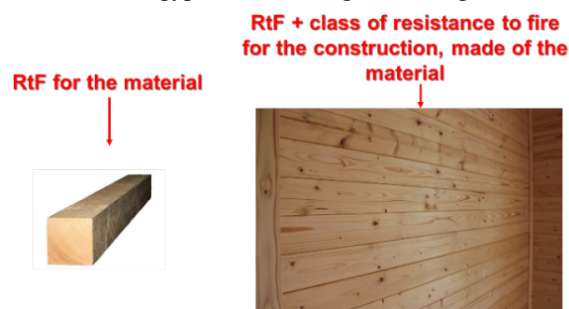 RtF + class of resistance to fire
for the construction, made of the
material
RtF for the material